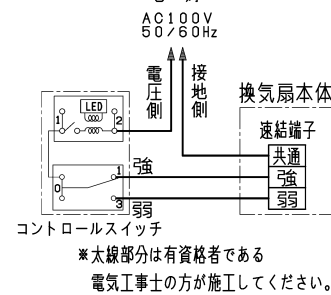 AC100V
50/60Hz
電圧側
接地側
換気扇本体
速結端子
共通
強
弱
LED
1
2
0
1
3
強
弱
コントロールスイッチ
※太線部分は有資格者である
電気工事士の方が施工してください。